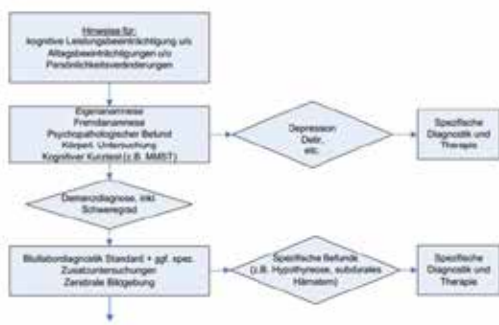 Hinweise für:
kognitive Leistungsbeeinträchtigung u/o
Alltagsbeeinträchtigungen u/o
Persönlichkeitsveränderungen
Eigenanamnese
Fremdanamnese
Psychopathologischer Befund
Körperl. Untersuchung
Kognitiver Kurztest (z.B. MMST)
Depression
Delir,
etc.
Spezifische
Diagnostik und
Therapie
Demenzdiagnose, inkl.
Schweregrad
Blutlabordiagnostik Standard + ggf. spez.
Zusatzuntersuchungen
Zerebrale Bildgebung
Spezifische Befunde
(z.B. Hypothyreose, subdurales
Hämatom)
Spezifische
Diagnostik und
Therapie